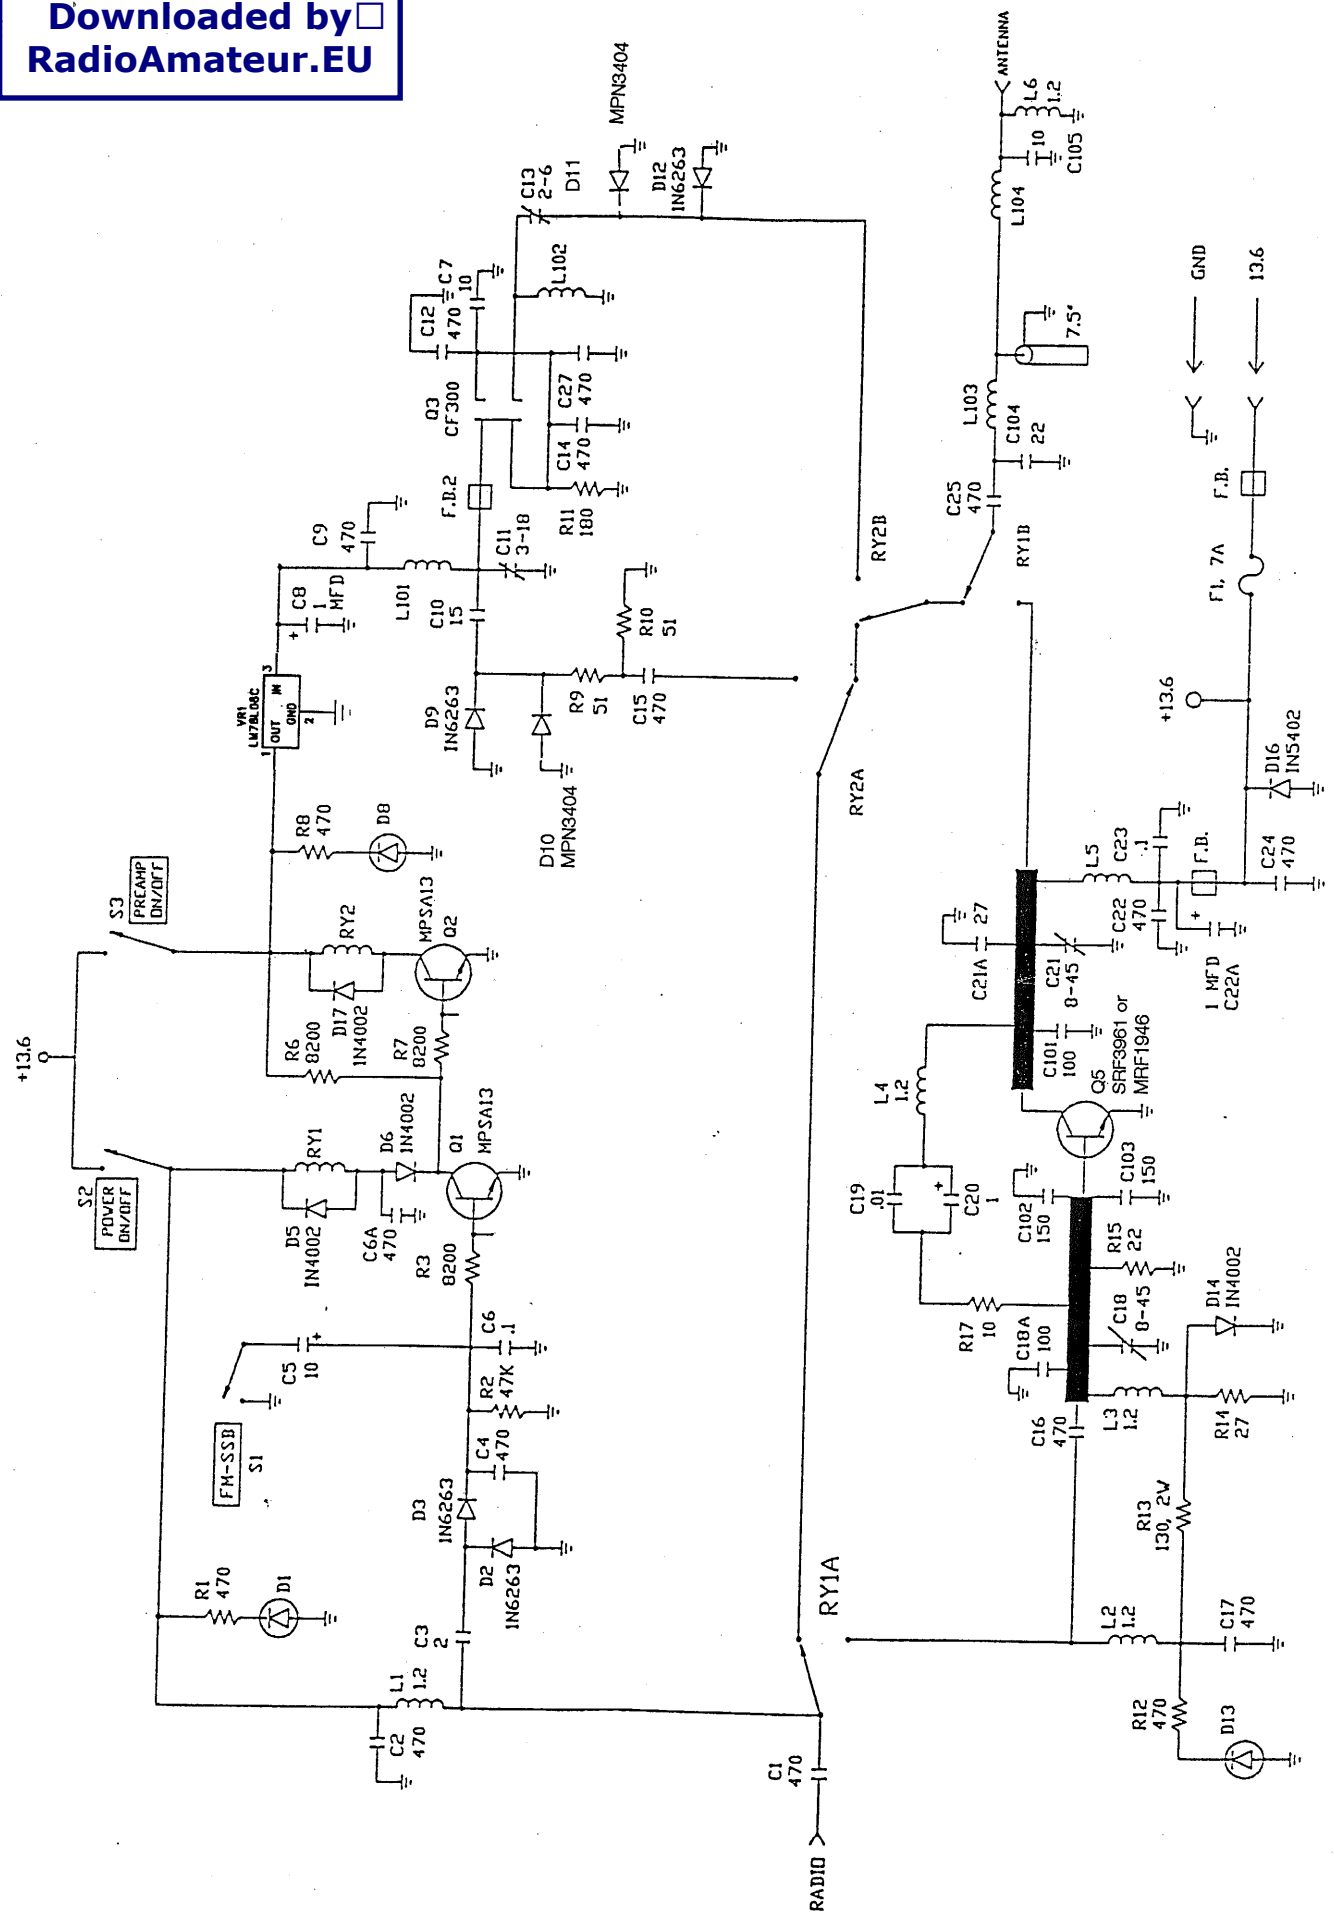 Downloaded by□
RadioAmateur.EU
+13.6
S2
POWER
ON/OFF
S3
PREAMP
ON/OFF
FM-SSB
S1
R1
470
D1
C2
470
L1
1.2
C3
2
D2
1N6263
D3
1N6263
C4
470
R2
47K
C5
10
+
C6
.1
R3
8200
D5
1N4002
RY1
C6A
470
D6
1N4002
Q1
MPSA13
R6
8200
R7
8200
D17
1N4002
RY2
MPSA13
Q2
R8
470
D8
VR1
LM78L08C
1
OUT
IN
3
GND
2
+
C8
1
MFD
C9
470
L101
C10
15
C11
3-18
F.B.2
D9
1N6263
D10
MPN3404
R9
51
R10
51
C15
470
Q3
CF300
R11
180
C14
470
C27
470
C12
470
C7
10
L102
C13
2-6
D11
MPN3404
D12
1N6263
RY2A
RY2B
RY1A
RY1B
C1
470
RADIO
C25
470
L103
C104
22
7.5"
L104
10
C105
L6
1.2
ANTENNA
GND
13.6
F.B.
F1, 7A
+13.6
D16
IN5402
C24
470
F.B.
C23
.1
L5
C22
470
+
1 MFD
C22A
C21A
27
C21
8-45
C101
100
Q5
SRF3961 or
MRF1946
L4
1.2
C19
.01
+
C20
1
C102
150
C103
150
R15
22
R17
10
C18A
100
C18
8-45
D14
IN4002
C16
470
L3
1.2
R14
27
R13
130, 2W
L2
1.2
C17
470
R12
470
D13